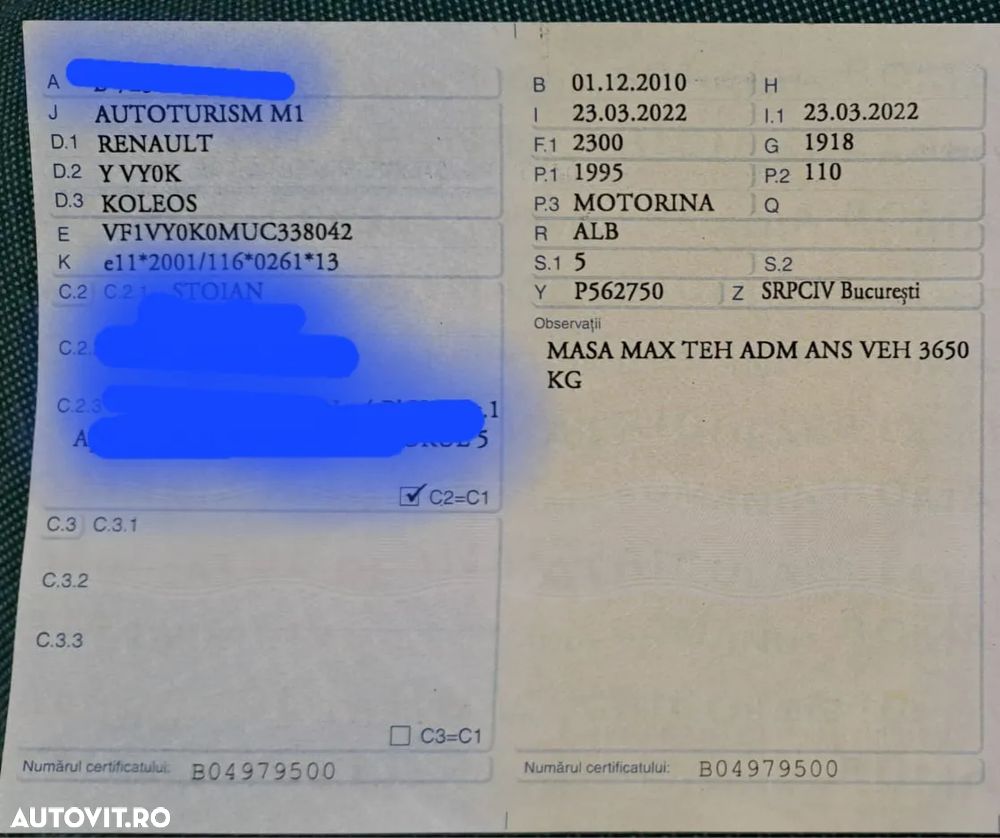 A
J AUTOTURISM M1
D.1 RENAULT
D.2 Y VY0K
D.3 KOLEOS
E VF1VY0K0MUC338042
K e11*2001/116*0261*13
C.2 C.2.1 STOIAN
C.2.
C.2.3 .1
A 5
C2=C1
C.3 C.3.1
C.3.2
C.3.3
C3=C1
Numărul certificatului: B04979500
B 01.12.2010 H
I 23.03.2022 I.1 23.03.2022
F.1 2300 G 1918
P.1 1995 P.2 110
P.3 MOTORINA Q
R ALB
S.1 5 S.2
Y P562750 Z SRPCIV București
Observații
MASA MAX TEH ADM ANS VEH 3650
KG
Numărul certificatului: B04979500
AUTOVIT.RO